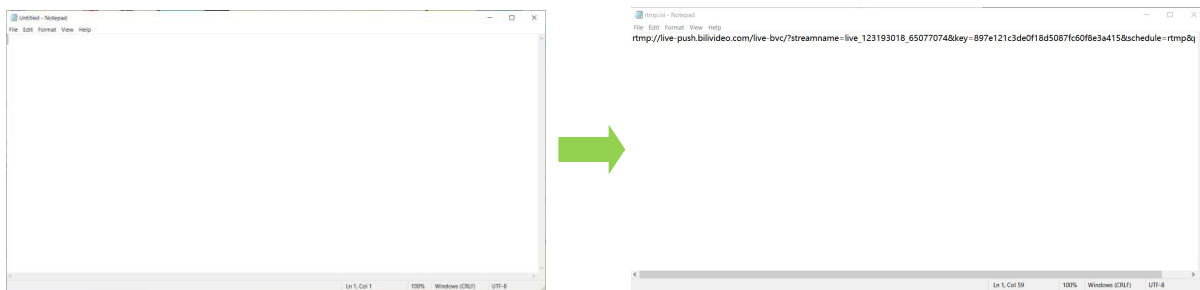 Untitled - Notepad
File Edit Format View Help
Ln 1, Col 1 100% Windows (CRLF) UTF-8
rtmp.ini - Notepad
File Edit Format View Help
rtmp://live-push.bilivideo.com/live-bvc/?streamname=live_123193018_65077074&key=897e121c3de0f18d5087fc60f8e3a415&schedule=rtmp&
Ln 1, Col 59 100% Windows (CRLF) UTF-8